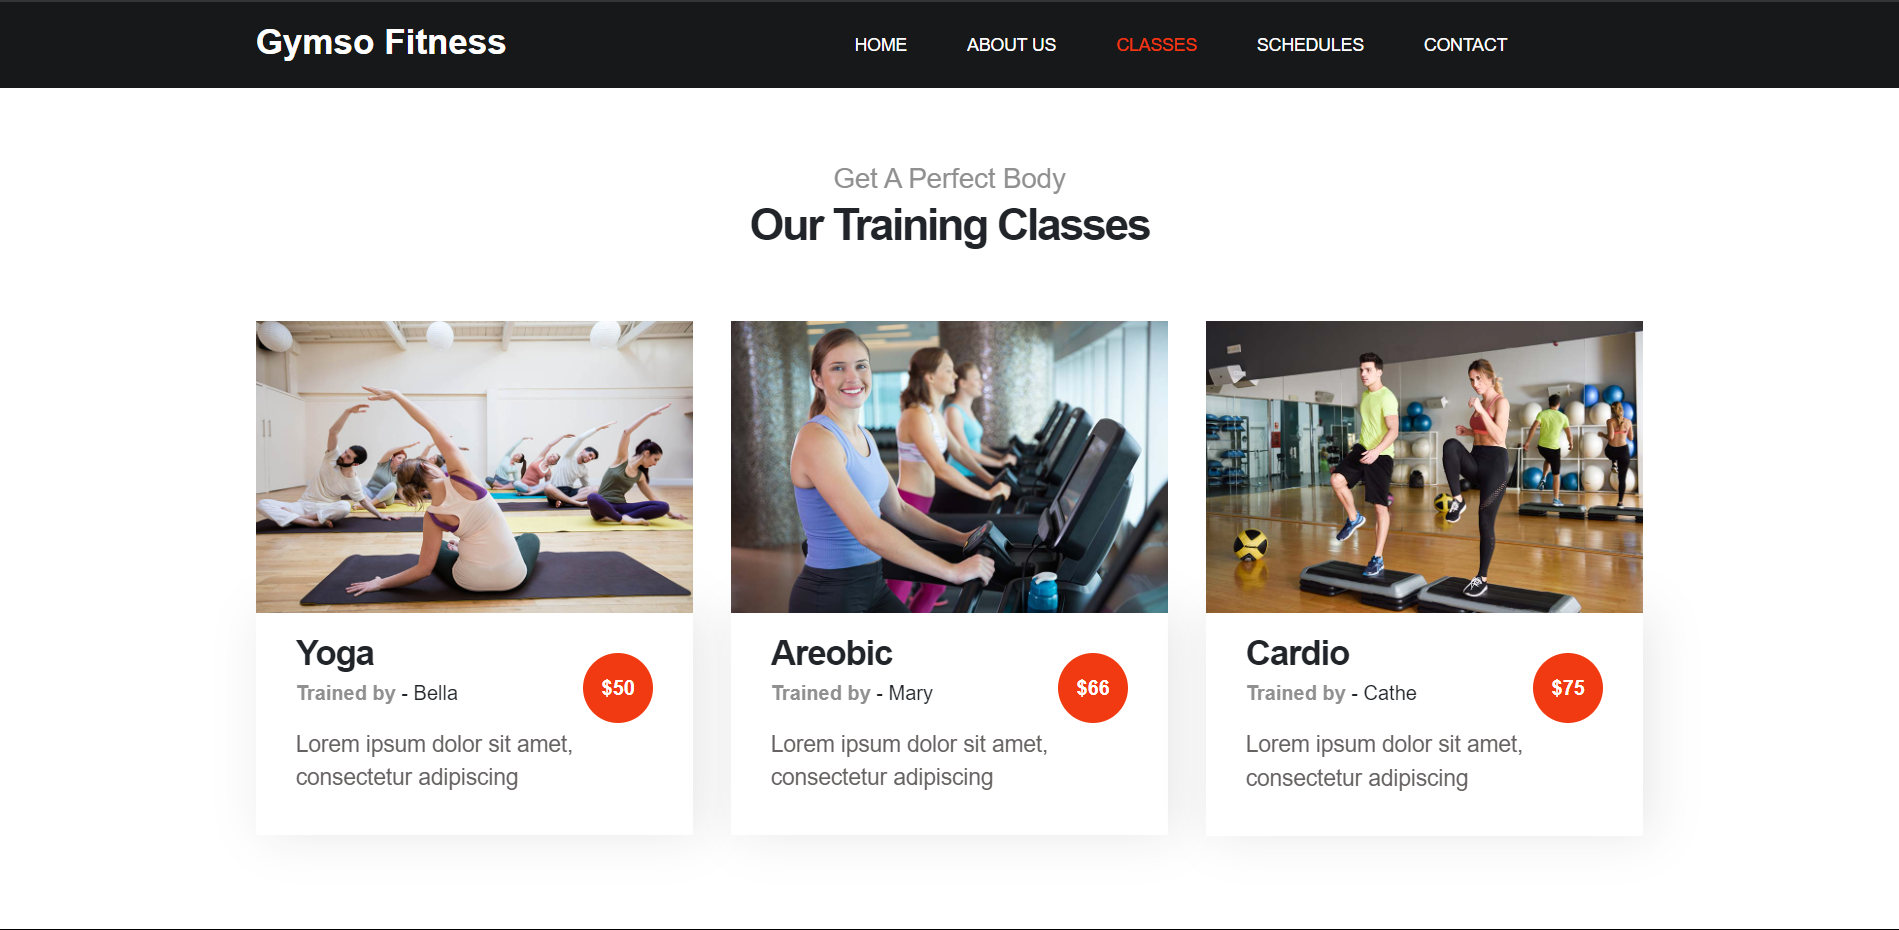 Gymso Fitness
HOME ABOUT US CLASSES SCHEDULES CONTACT
Get A Perfect Body
Our Training Classes
Yoga
Trained by - Bella
$50
Lorem ipsum dolor sit amet,
consectetur adipiscing
Areobic
Trained by - Mary
$66
Lorem ipsum dolor sit amet,
consectetur adipiscing
Cardio
Trained by - Cathe
$75
Lorem ipsum dolor sit amet,
consectetur adipiscing